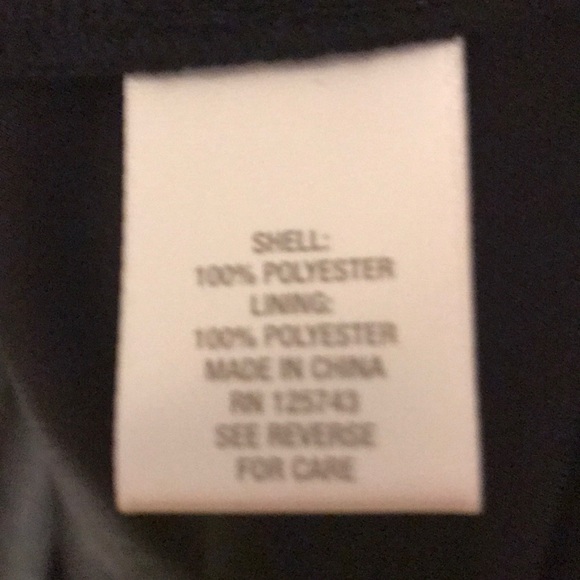 SHELL:
100% POLYESTER
LINING:
100% POLYESTER
MADE IN CHINA
RN 125743
SEE REVERSE
FOR CARE